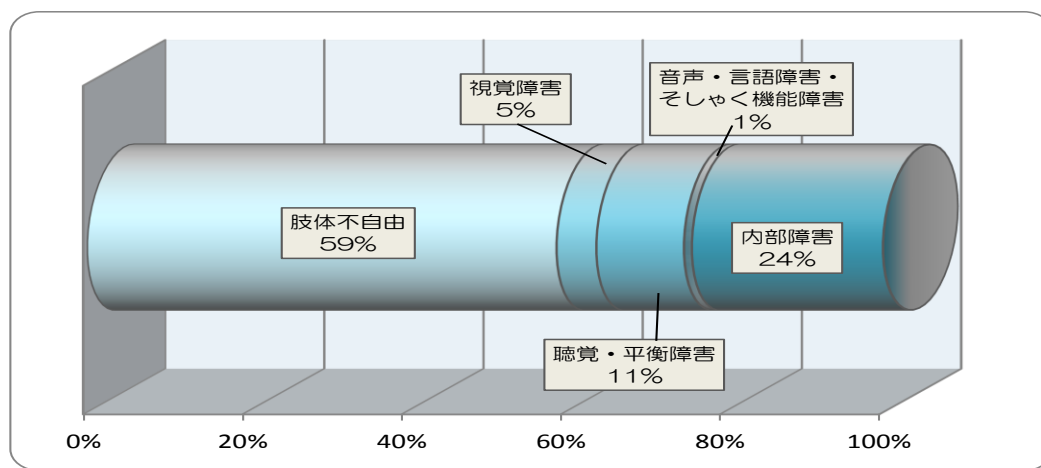 視覚障害
5%
音声・言語障害・
そしゃく機能障害
1%
肢体不自由
59%
内部障害
24%
聴覚・平衡障害
11%
0%
20%
40%
60%
80%
100%